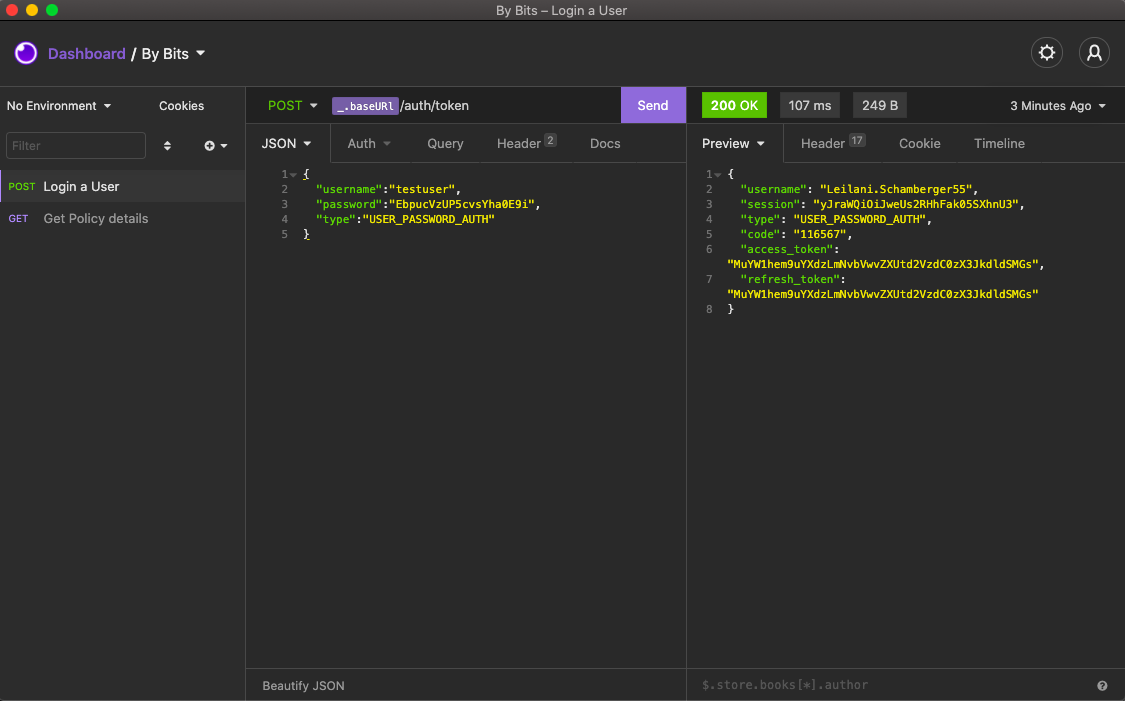 By Bits – Login a User
Dashboard / By Bits
No Environment Cookies
POST _.baseURl /auth/token Send
200 OK 107 ms 249 B 3 Minutes Ago
Filter
JSON Auth Query Header 2 Docs
Preview Header 17 Cookie Timeline
POST Login a User
GET Get Policy details
1 {
2 "username":"testuser",
3 "password":"EbpucVzUP5cvsYha0E9i",
4 "type":"USER_PASSWORD_AUTH"
5 }
1 {
2 "username": "Leilani.Schamberger55",
3 "session": "yJraWQiOiJweUs2RHhFak05SXhnU3",
4 "type": "USER_PASSWORD_AUTH",
5 "code": "116567",
6 "access_token":
"MuYW1hem9uYXdzLmNvbVwvZXUtd2VzdC0zX3JkdldSMGs",
7 "refresh_token":
"MuYW1hem9uYXdzLmNvbVwvZXUtd2VzdC0zX3JkdldSMGs"
8 }
Beautify JSON
$.store.books[*].author